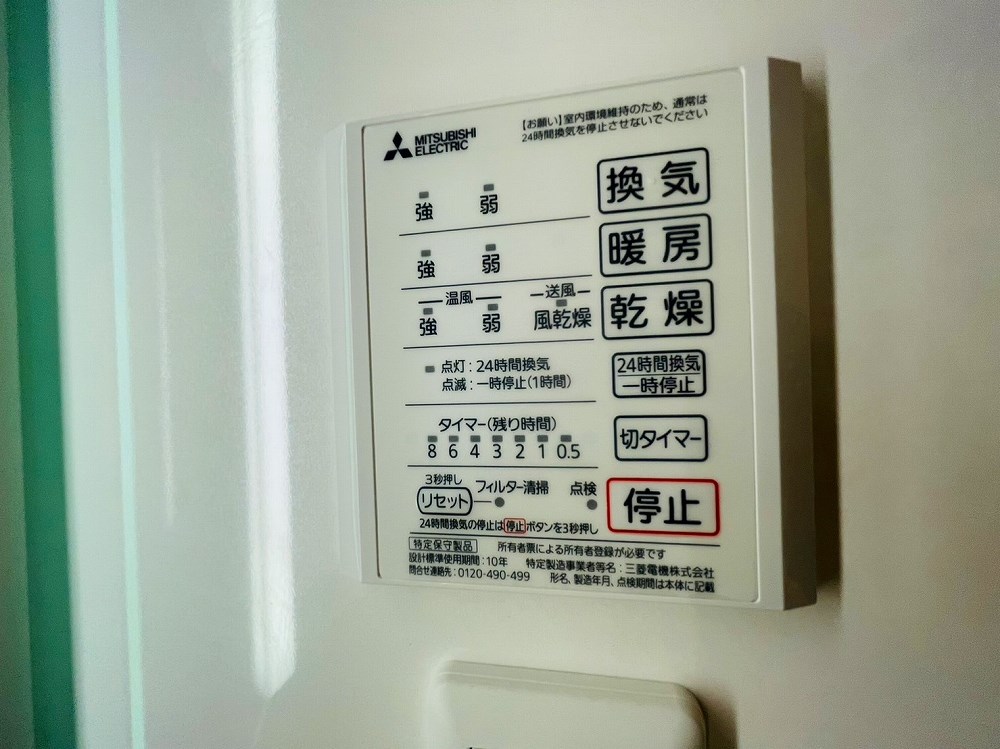 MITSUBISHI
ELECTRIC
【お願い】室内環境維持のため、通常は
24時間換気を停止させないでください
強 弱 換気
強 弱 暖房
温風 送風
強 弱 風乾燥 乾燥
点灯：24時間換気
点滅：一時停止(1時間)
24時間換気
一時停止
タイマー(残り時間)
8 6 4 3 2 1 0.5
切タイマー
3秒押し
リセット フィルター清掃 点検
停止
24時間換気の停止は停止ボタンを3秒押し
特定保守製品 所有者票による所有者登録が必要です
設計標準使用期間：10年 特定製造事業者等名：三菱電機株式会社
問合せ連絡先：0120-490-499 形名、製造年月、点検期間は本体に記載